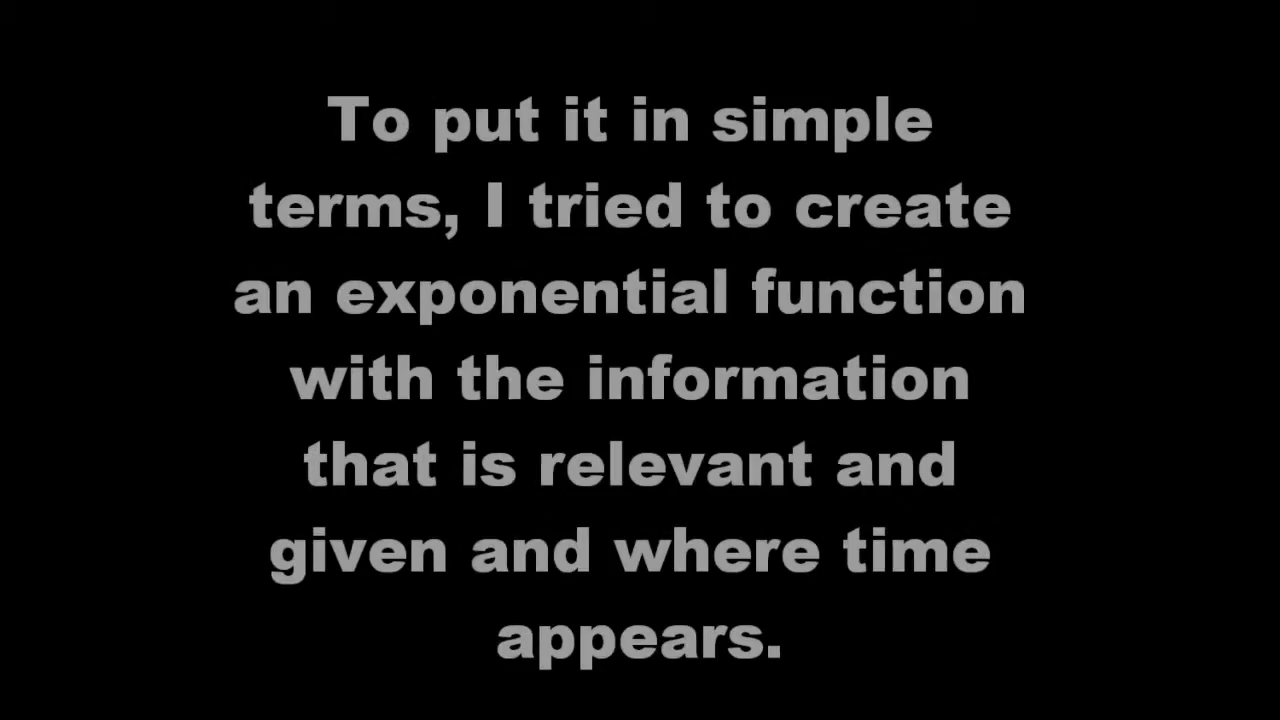 To put it in simple
terms, I tried to create
an exponential function
with the information
that is relevant and
given and where time
appears.